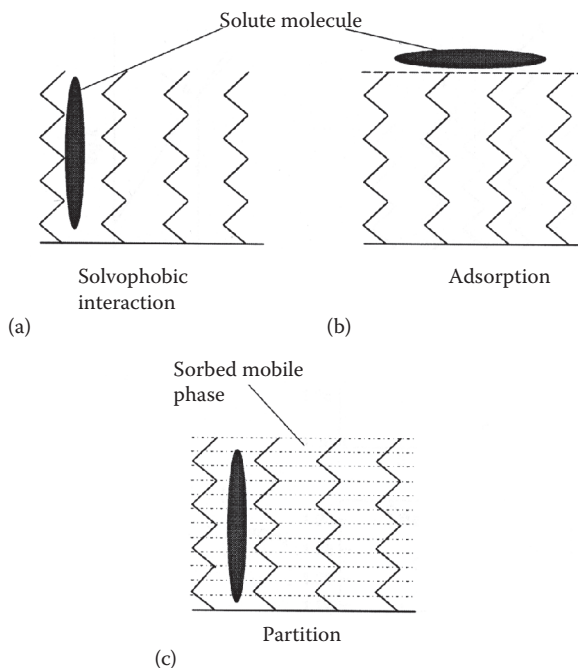 Solute molecule
Solvophobic
interaction
Adsorption
(a)
(b)
Sorbed mobile
phase
Partition
(c)